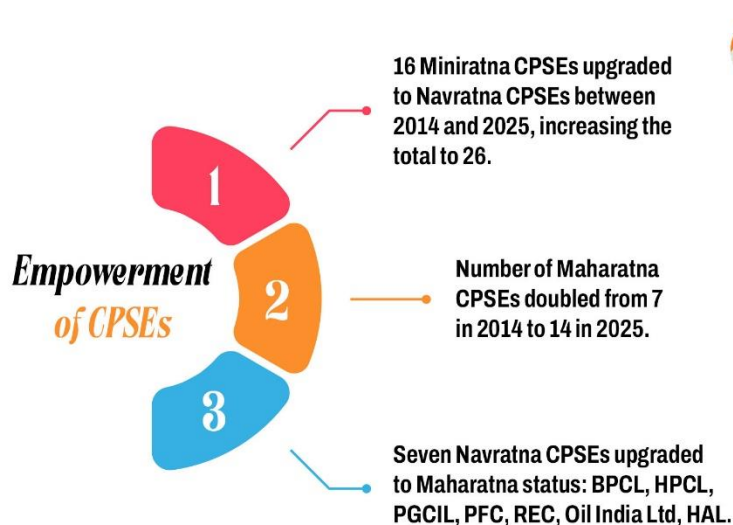 16 Miniratna CPSEs upgraded
to Navratna CPSEs between
2014 and 2025, increasing the
total to 26.
1
Empowerment
of CPSEs
2
Number of Maharatna
CPSEs doubled from 7
in 2014 to 14 in 2025.
3
Seven Navratna CPSEs upgraded
to Maharatna status: BPCL, HPCL,
PGCIL, PFC, REC, Oil India Ltd, HAL.